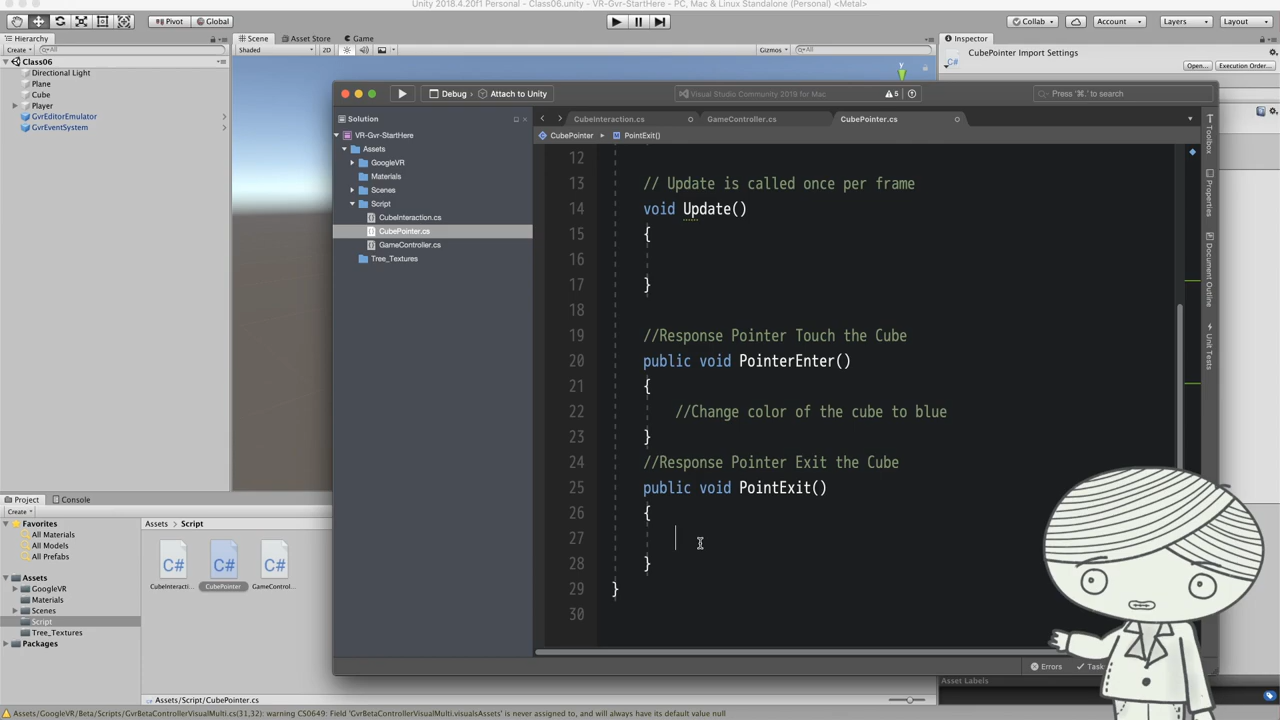 Unity 2018.4.20f1 Personal - Class06.unity - VR-Gvr-StartHere - PC, Mac & Linux Standalone (Personal) <Metal>
Pivot
Global
Collab
Account
Layers
Layout
Hierarchy
Scene
Asset Store
Game
Inspector
Create
All
Shaded
2D
Gizmos
All
CubePointer Import Settings
Open...
Execution Order...
Class06
Directional Light
Plane
Cube
Player
GvrEditorEmulator
GvrEventSystem
y
Debug
Attach to Unity
Visual Studio Community 2019 for Mac
5
Press '⌘.' to search
Solution
CubeInteraction.cs
GameController.cs
CubePointer.cs
VR-Gvr-StartHere
CubePointer
PointExit()
Assets
GoogleVR
Materials
Scenes
Script
CubeInteraction.cs
CubePointer.cs
GameController.cs
Tree_Textures
12
13 // Update is called once per frame
14 void Update()
15 {
16
17 }
18
19 //Response Pointer Touch the Cube
20 public void PointerEnter()
21 {
22 //Change color of the cube to blue
23 }
24 //Response Pointer Exit the Cube
25 public void PointExit()
26 {
27
28 }
29 }
30
Toolbox
Properties
Document Outline
Unit Tests
Errors
Task
Project
Console
Create
Favorites
All Materials
All Models
All Prefabs
Assets
GoogleVR
Materials
Scenes
Script
Tree_Textures
Packages
Assets
Script
C#
C#
C#
CubeInteracti...
CubePointer
GameControl...
Assets/Script/CubePointer.cs
Asset Labels
Assets/GoogleVR/Beta/Scripts/GvrBetaControllerVisualMulti.cs(31,32): warning CS0649: Field 'GvrBetaControllerVisualMulti.visualsAssets' is never assigned to, and will always have its default value null